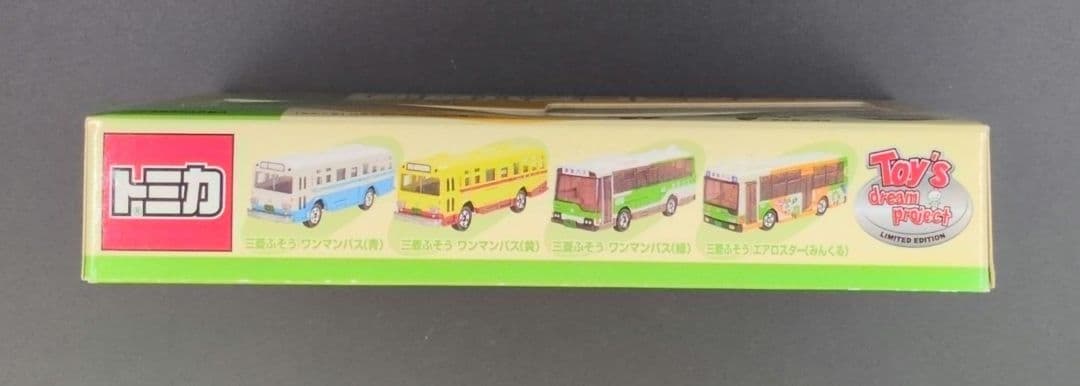 トミカ
三菱ふそう ワンマンバス(青)
三菱ふそう ワンマンバス(黄)
三菱ふそう ワンマンバス(緑)
三菱ふそう エアロスター(みんくる)
Toy's
dream
project
LIMITED EDITION